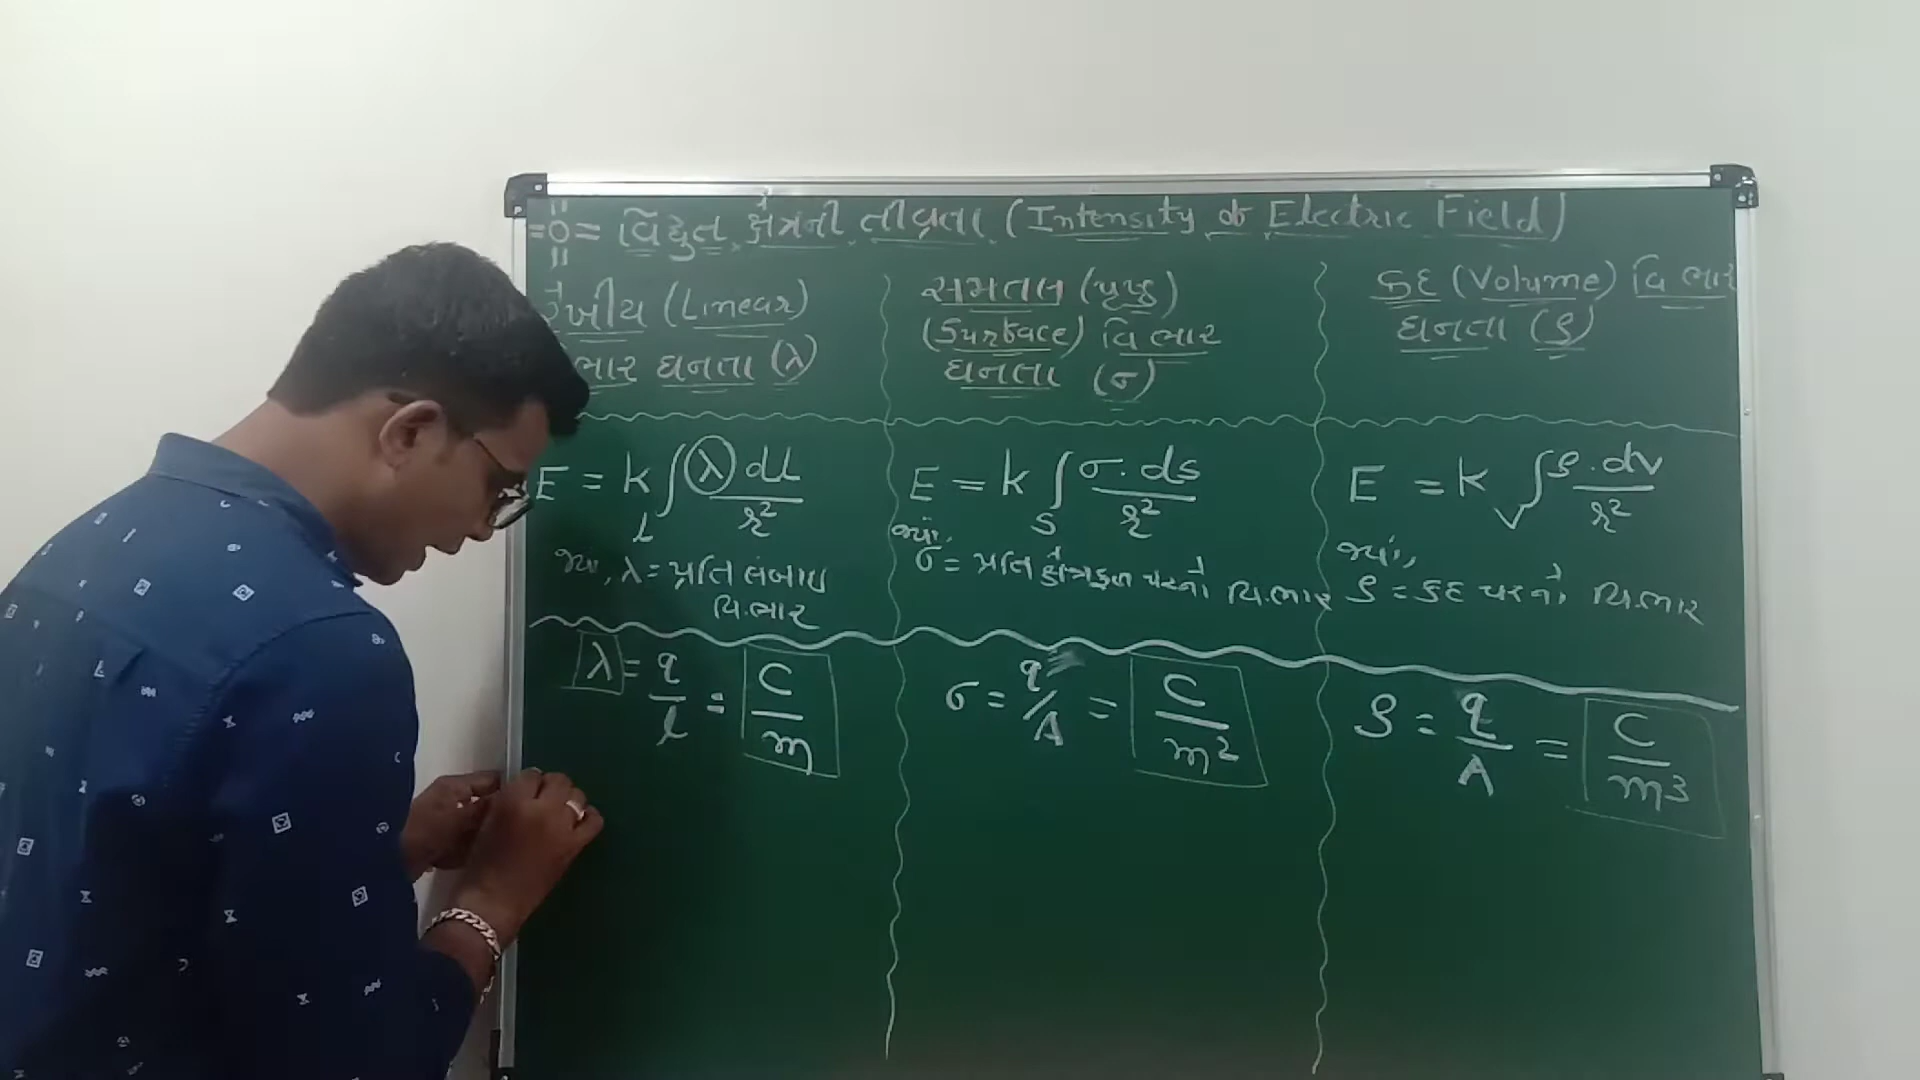 =0= વિદ્યુત ક્ષેત્રની તીવ્રતા (Intensity of Electric Field)
રેખીય (Linear)
ભાર ઘનતા (λ)
E = k ∫l λ dl / r²
જ્યાં, λ = પ્રતિ લંબાઇ
વિ.ભાર
λ = q / l = C / m
સમતલ (પૃષ્ઠ)
(Surface) વિ ભાર
ઘનતા (σ)
E = k ∫s σ. ds / r²
જ્યાં,
σ = પ્રતિ ક્ષેત્રફળ પરનો વિ.ભાર
σ = q/A = C / m²
કદ (Volume) વિ ભાર
ઘનતા (ρ)
E = k ∫v ρ. dv / r²
જ્યાં,
ρ = કદ પરનો વિ.ભાર
ρ = q / A = C / m3